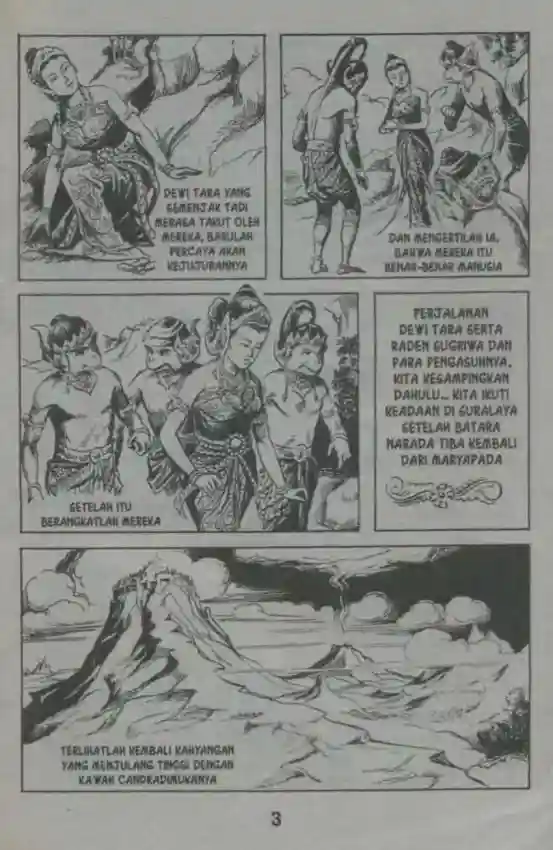 DEWI TARA YANG
SEMENJAK TADI
MERASA TAKUT OLEH
MEREKA, BARULAH
PERCAYA AKAN
KEJUJURANNYA
DAN MENGERTILAH IA,
BAHWA MEREKA ITU
BENAR-BENAR MANUSIA
SETELAH ITU
BERANGKATLAH MEREKA
PERJALANAN
DEWI TARA SERTA
RADEN SUGRIWA DAN
PARA PENGASUHNYA,
KITA KESAMPINGKAN
DAHULU... KITA IKUTI
KEADAAN DI SURALAYA
SETELAH BATARA
NARADA TIBA KEMBALI
DARI MARYAPADA
TERLIHATLAH KEMBALI KAHYANGAN
YANG MENJULANG TINGGI DENGAN
KAWAH CANDRADIMUKANYA
3